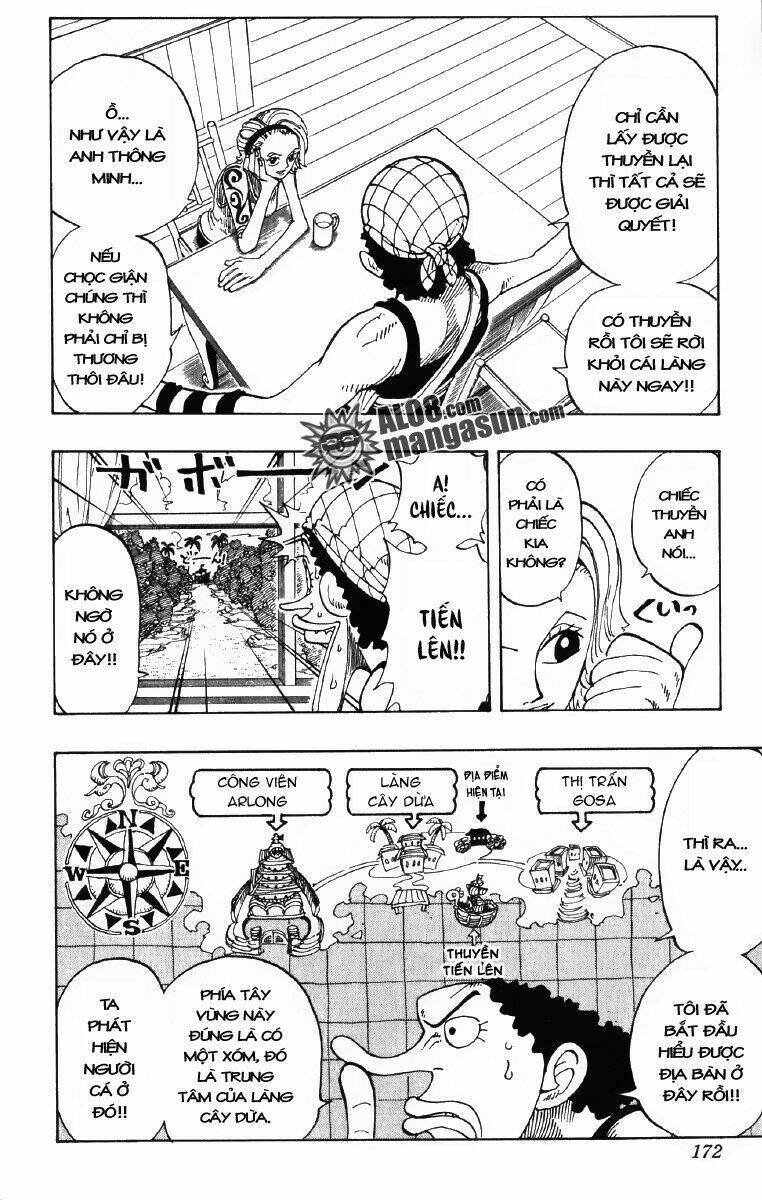 CHỈ CẦN
LẤY ĐƯỢC
THUYỀN LẠI
THÌ TẤT CẢ SẼ
ĐƯỢC GIẢI
QUYẾT!
CÓ THUYỀN
RỒI TÔI SẼ RỜI
KHỎI CÁI LÀNG
NÀY NGAY!!
Ồ...
NHƯ VẬY LÀ
ANH THÔNG
MINH...
NẾU
CHỌC GIẬN
CHÚNG THÌ
KHÔNG
PHẢI CHỈ BỊ
THƯƠNG
THÔI ĐÂU!
ALO8.com
mangasun.com
CHIẾC
THUYỀN
ANH
NÓI...
CÓ
PHẢI LÀ
CHIẾC
KIA
KHÔNG?
ぐいっ
A!
CHIẾC...
TIẾN
LÊN!!
ガボーン
KHÔNG
NGỜ
NÓ Ở
ĐÂY!!
THÌ RA...
LÀ VẬY...
TÔI ĐÃ
BẮT ĐẦU
HIỂU ĐƯỢC
ĐỊA BÀN Ở
ĐÂY RỒI!!
THỊ TRẤN
GOSA
ĐỊA ĐIỂM
HIỆN TẠI
LÀNG
CÂY DỪA
CÔNG VIÊN
ARLONG
N
W
E
S
THUYỀN
TIẾN LÊN
PHÍA TÂY
VÙNG NÀY
ĐÚNG LÀ CÓ
MỘT XÓM, ĐÓ
LÀ TRUNG
TÂM CỦA LÀNG
CÂY DỪA.
TA
PHÁT
HIỆN
NGƯỜI
CÁ Ở
ĐÓ!!
172